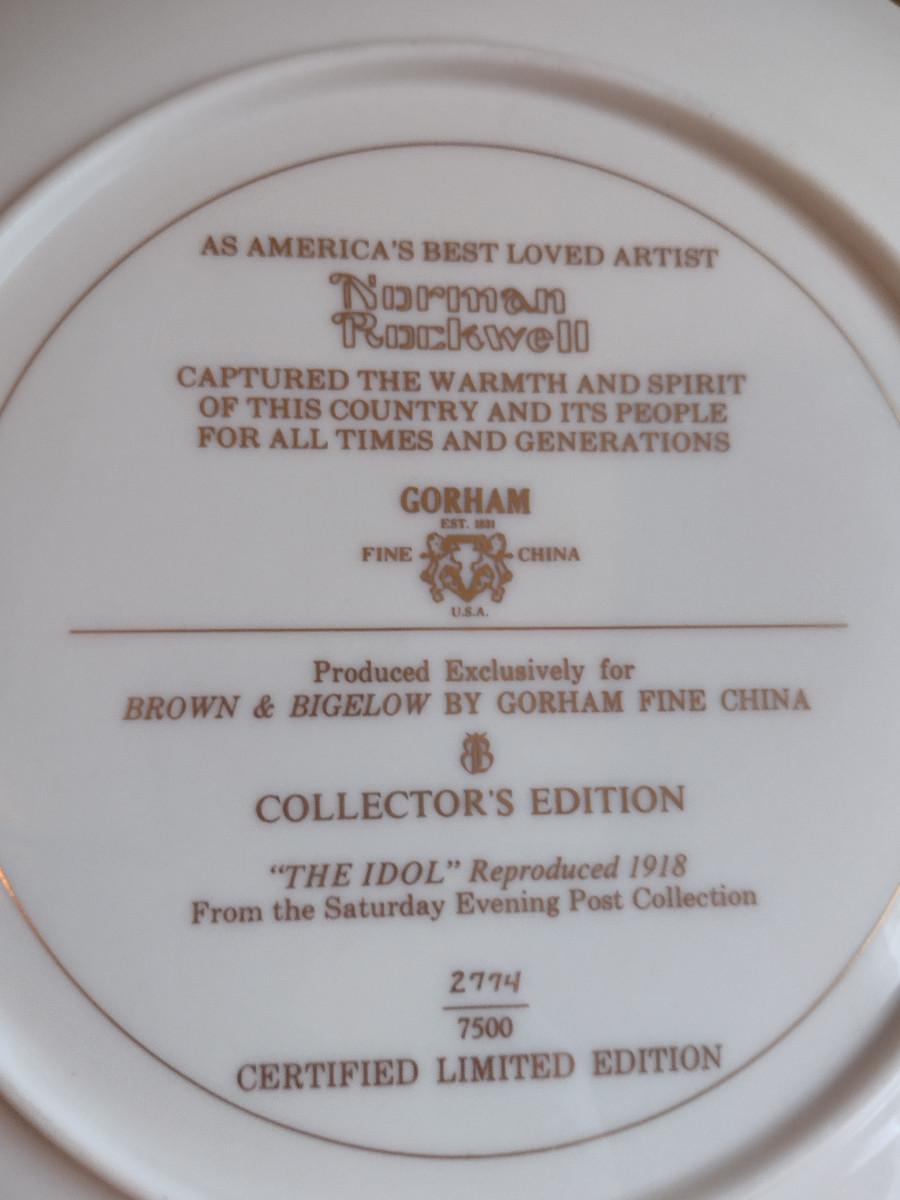 AS AMERICA'S BEST LOVED ARTIST
Norman
Rockwell
CAPTURED THE WARMTH AND SPIRIT
OF THIS COUNTRY AND ITS PEOPLE
FOR ALL TIMES AND GENERATIONS
GORHAM
EST. 1831
FINE CHINA
U.S.A.
Produced Exclusively for
BROWN & BIGELOW BY GORHAM FINE CHINA
BB
COLLECTOR'S EDITION
"THE IDOL" Reproduced 1918
From the Saturday Evening Post Collection
2774
7500
CERTIFIED LIMITED EDITION